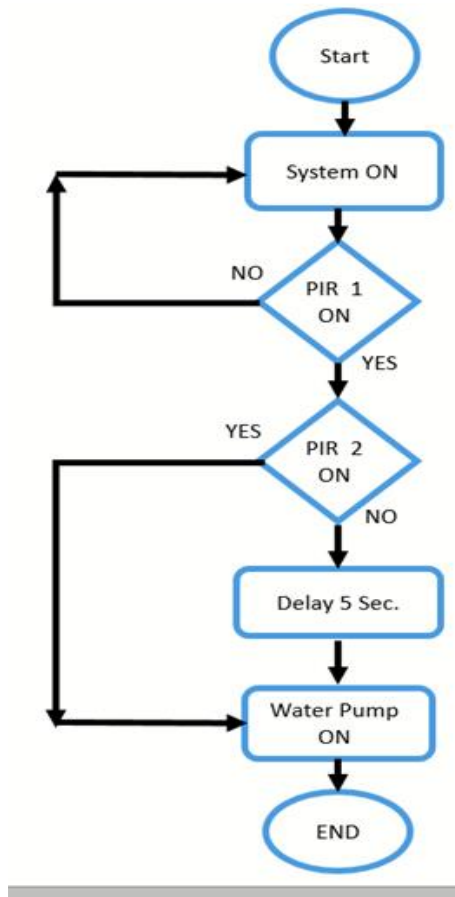 Start
System ON
NO
PIR 1
ON
YES
YES
PIR 2
ON
NO
Delay 5 Sec.
Water Pump
ON
END